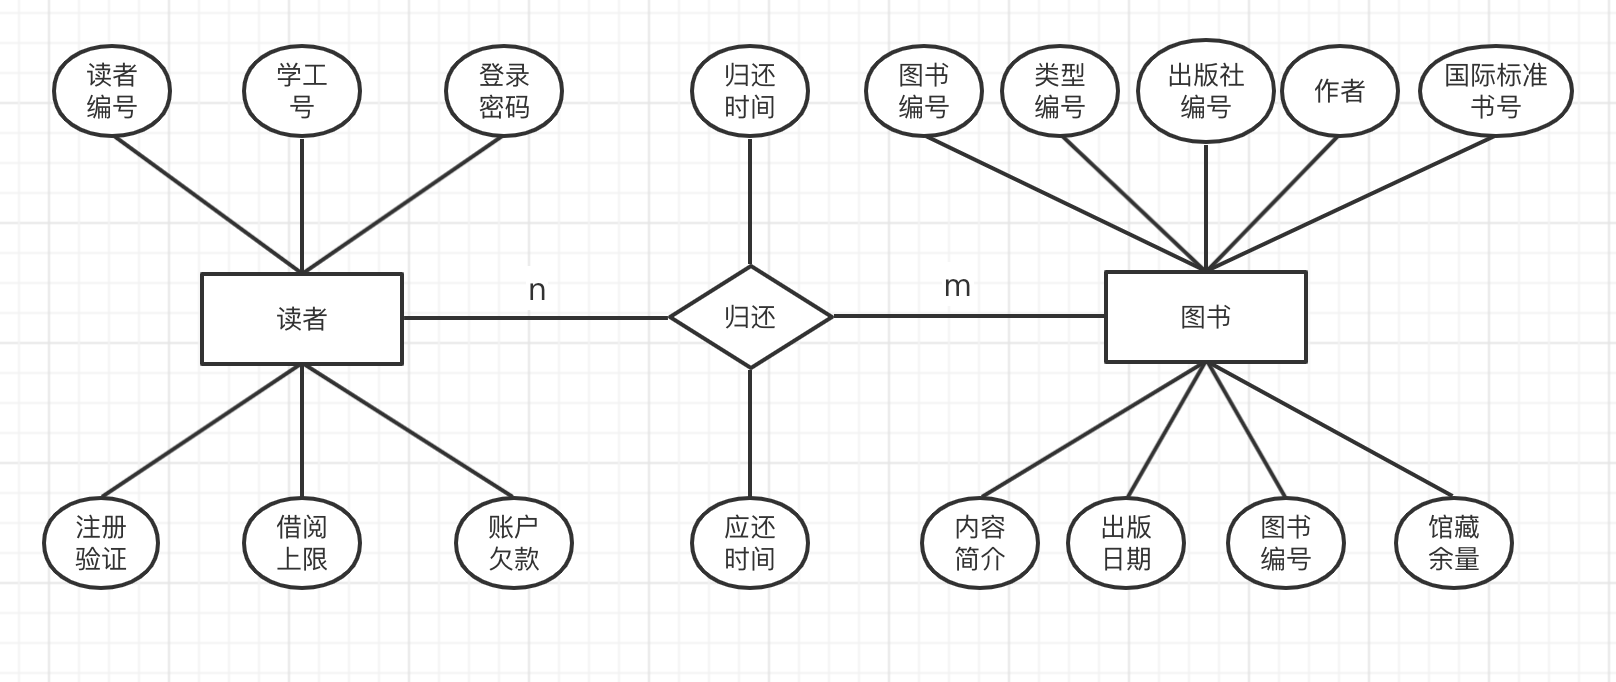 读者
编号
学工
号
登录
密码
归还
时间
图书
编号
类型
编号
出版社
编号
作者
国际标准
书号
n
m
读者
归还
图书
注册
验证
借阅
上限
账户
欠款
应还
时间
内容
简介
出版
日期
图书
编号
馆藏
余量